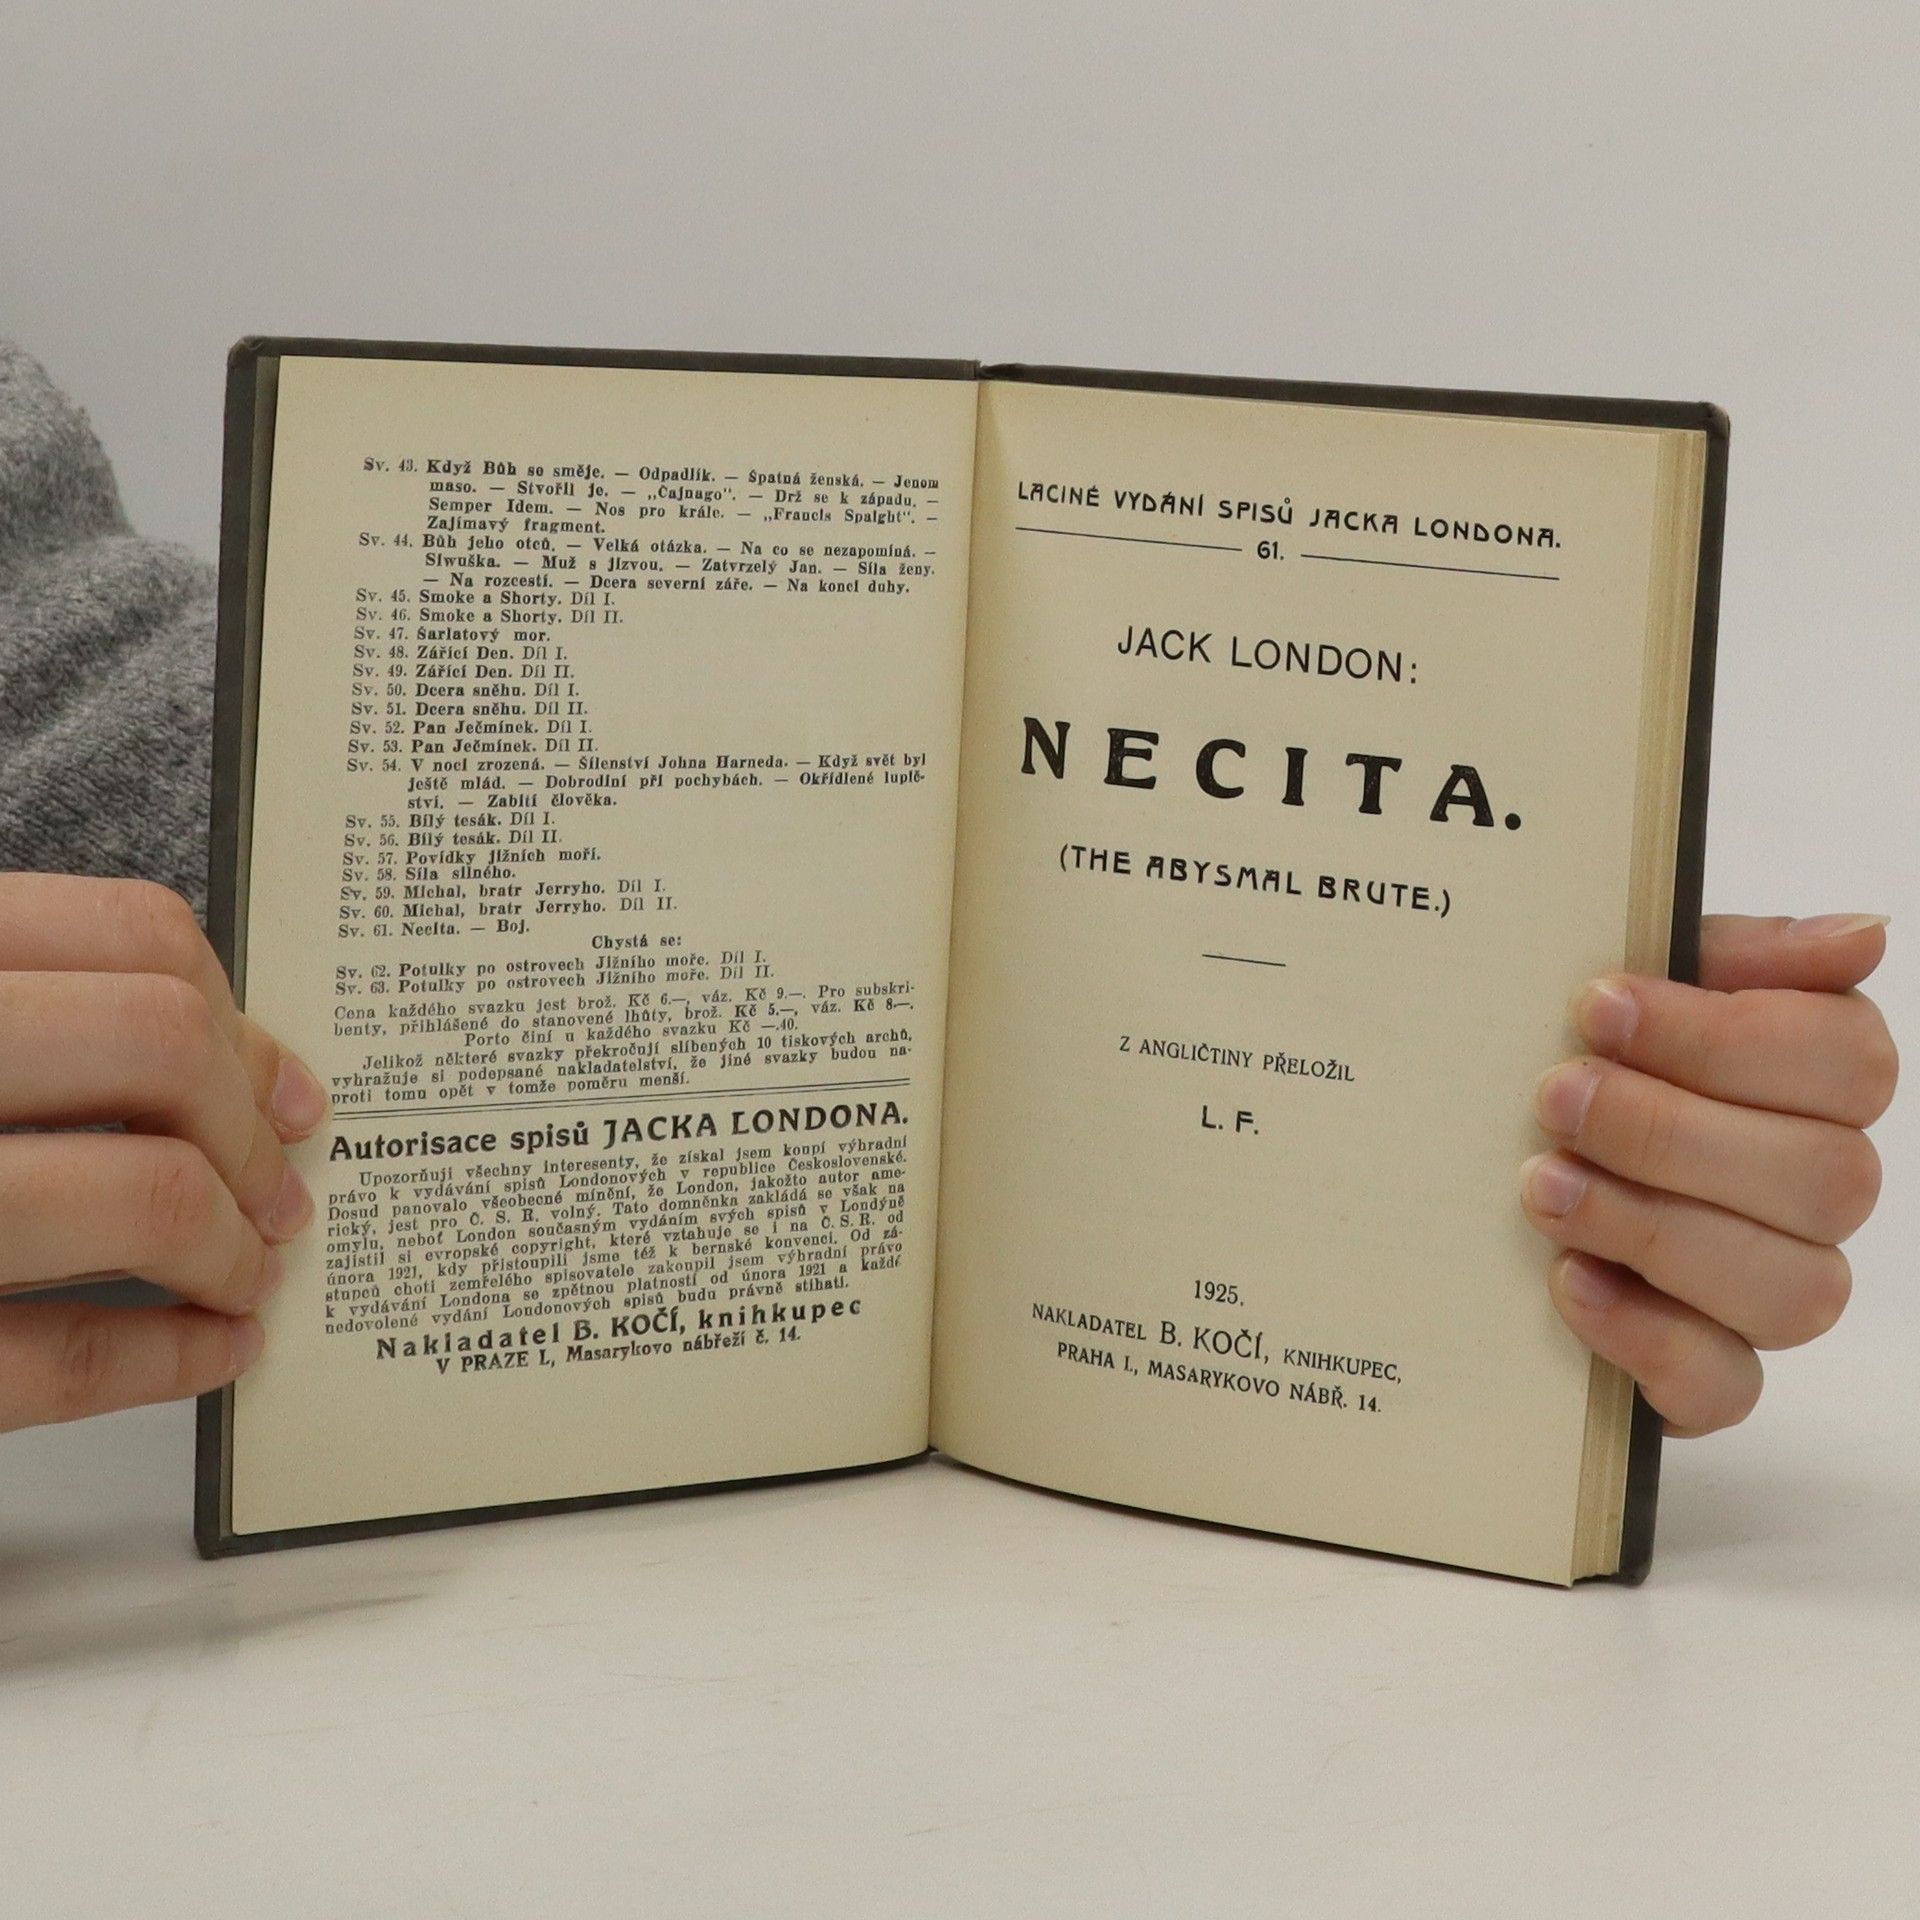 Sv. 43. Když Bůh se směje. — Odpadlík. — Špatná ženská. — Jenom
maso. — Stvořil je. — „Čajnago“. — Drž se k západu. —
Semper Idem. — Nos pro krále. — „Francis Spaight“. —
Zajímavý fragment.
Sv. 44. Bůh jeho otců. — Velká otázka. — Na co se nezapomíná. —
Siwuška. — Muž s jizvou. — Zatvrzelý Jan. — Síla ženy.
— Na rozcestí. — Dcera severní záře. — Na konci duhy.
Sv. 45. Smoke a Shorty. Díl I.
Sv. 46. Smoke a Shorty. Díl II.
Sv. 47. Šarlatový mor.
Sv. 48. Zářící Den. Díl I.
Sv. 49. Zářící Den. Díl II.
Sv. 50. Dcera sněhu. Díl I.
Sv. 51. Dcera sněhu. Díl II.
Sv. 52. Pan Ječmínek. Díl I.
Sv. 53. Pan Ječmínek. Díl II.
Sv. 54. V noci zrozená. — Šílenství Johna Harneda. — Když svět byl
ještě mlád. — Dobrodiní při pochybách. — Okřídlené lupič-
ství. — Zabití člověka.
Sv. 55. Bílý tesák. Díl I.
Sv. 56. Bílý tesák. Díl II.
Sv. 57. Povídky jižních moří.
Sv. 58. Síla silného.
Sv. 59. Michal, bratr Jerryho. Díl I.
Sv. 60. Michal, bratr Jerryho. Díl II.
Sv. 61. Necita. — Boj.
Chystá se:
Sv. 62. Potulky po ostrovech Jižního moře. Díl I.
Sv. 63. Potulky po ostrovech Jižního moře. Díl II.
Cena každého svazku jest brož. Kč 6.—, váz. Kč 9.—. Pro subskri-
benty, přihlášené do stanovené lhůty, brož. Kč 5.—, váz. Kč 8.—.
Porto činí u každého svazku Kč —.40.
Jelikož některé svazky překročují slíbených 10 tiskových archů,
vyhražuje si podepsané nakladatelství, že jiné svazky budou na-
proti tomu opět v tomže poměru menší.
Autorisace spisů JACKA LONDONA.
Upozorňuji všechny interesenty, že získal jsem koupí výhradní
právo k vydávání spisů Londonových v republice Československé.
Dosud panovalo všeobecné mínění, že London, jakožto autor ame-
rický, jest pro Č. S. R. volný. Tato domněnka zakládá se však na
omylu, neboť London současným vydáním svých spisů v Londýně
zajistil si evropské copyright, které vztahuje se i na Č. S. R. od
února 1921, kdy přistoupili jsme též k bernské konvenci. Od zá-
stupců choti zemřelého spisovatele zakoupil jsem výhradní právo
k vydávání Londona se zpětnou platností od února 1921 a každé
nedovolené vydání Londonových spisů budu právně stíhati.
Nakladatel B. KOČÍ, knihkupec
V PRAZE I., Masarykovo nábřeží č. 14.
LACINÉ VYDÁNÍ SPISŮ JACKA LONDONA.
61.
JACK LONDON:
NECITA.
(THE ABYSMAL BRUTE.)
Z ANGLIČTINY PŘELOŽIL
L. F.
1925.
NAKLADATEL B. KOČÍ, KNIHKUPEC,
PRAHA I., MASARYKOVO NÁBŘ. 14.